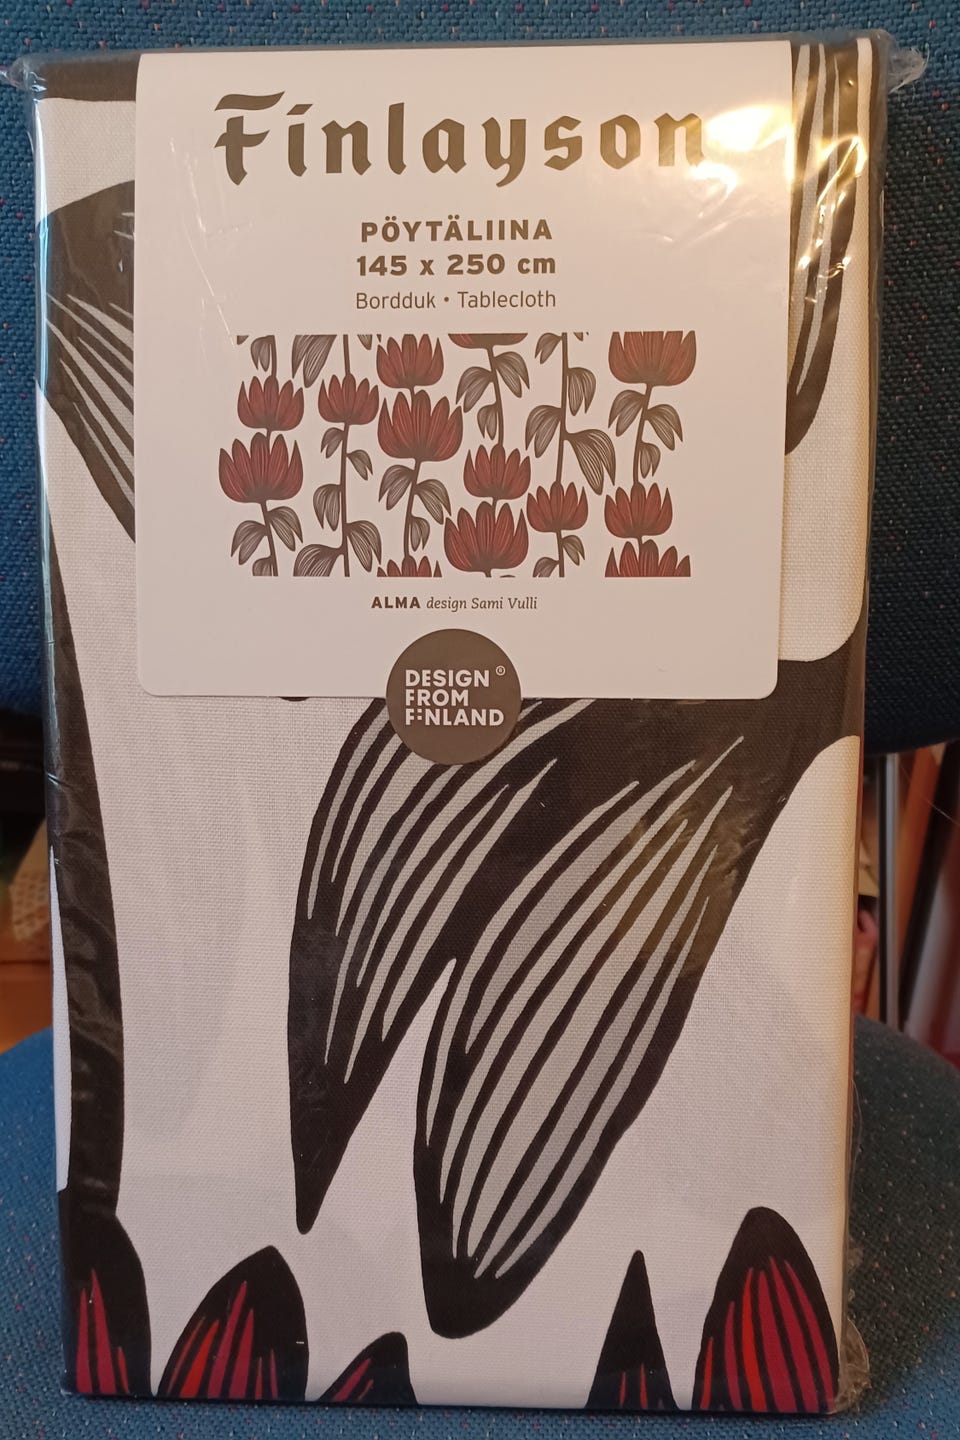 Finlayson
PÖYTÄLIINA
145 x 250 cm
Bordduk • Tablecloth
ALMA design Sami Vulli
DESIGN®
FROM
FINLAND